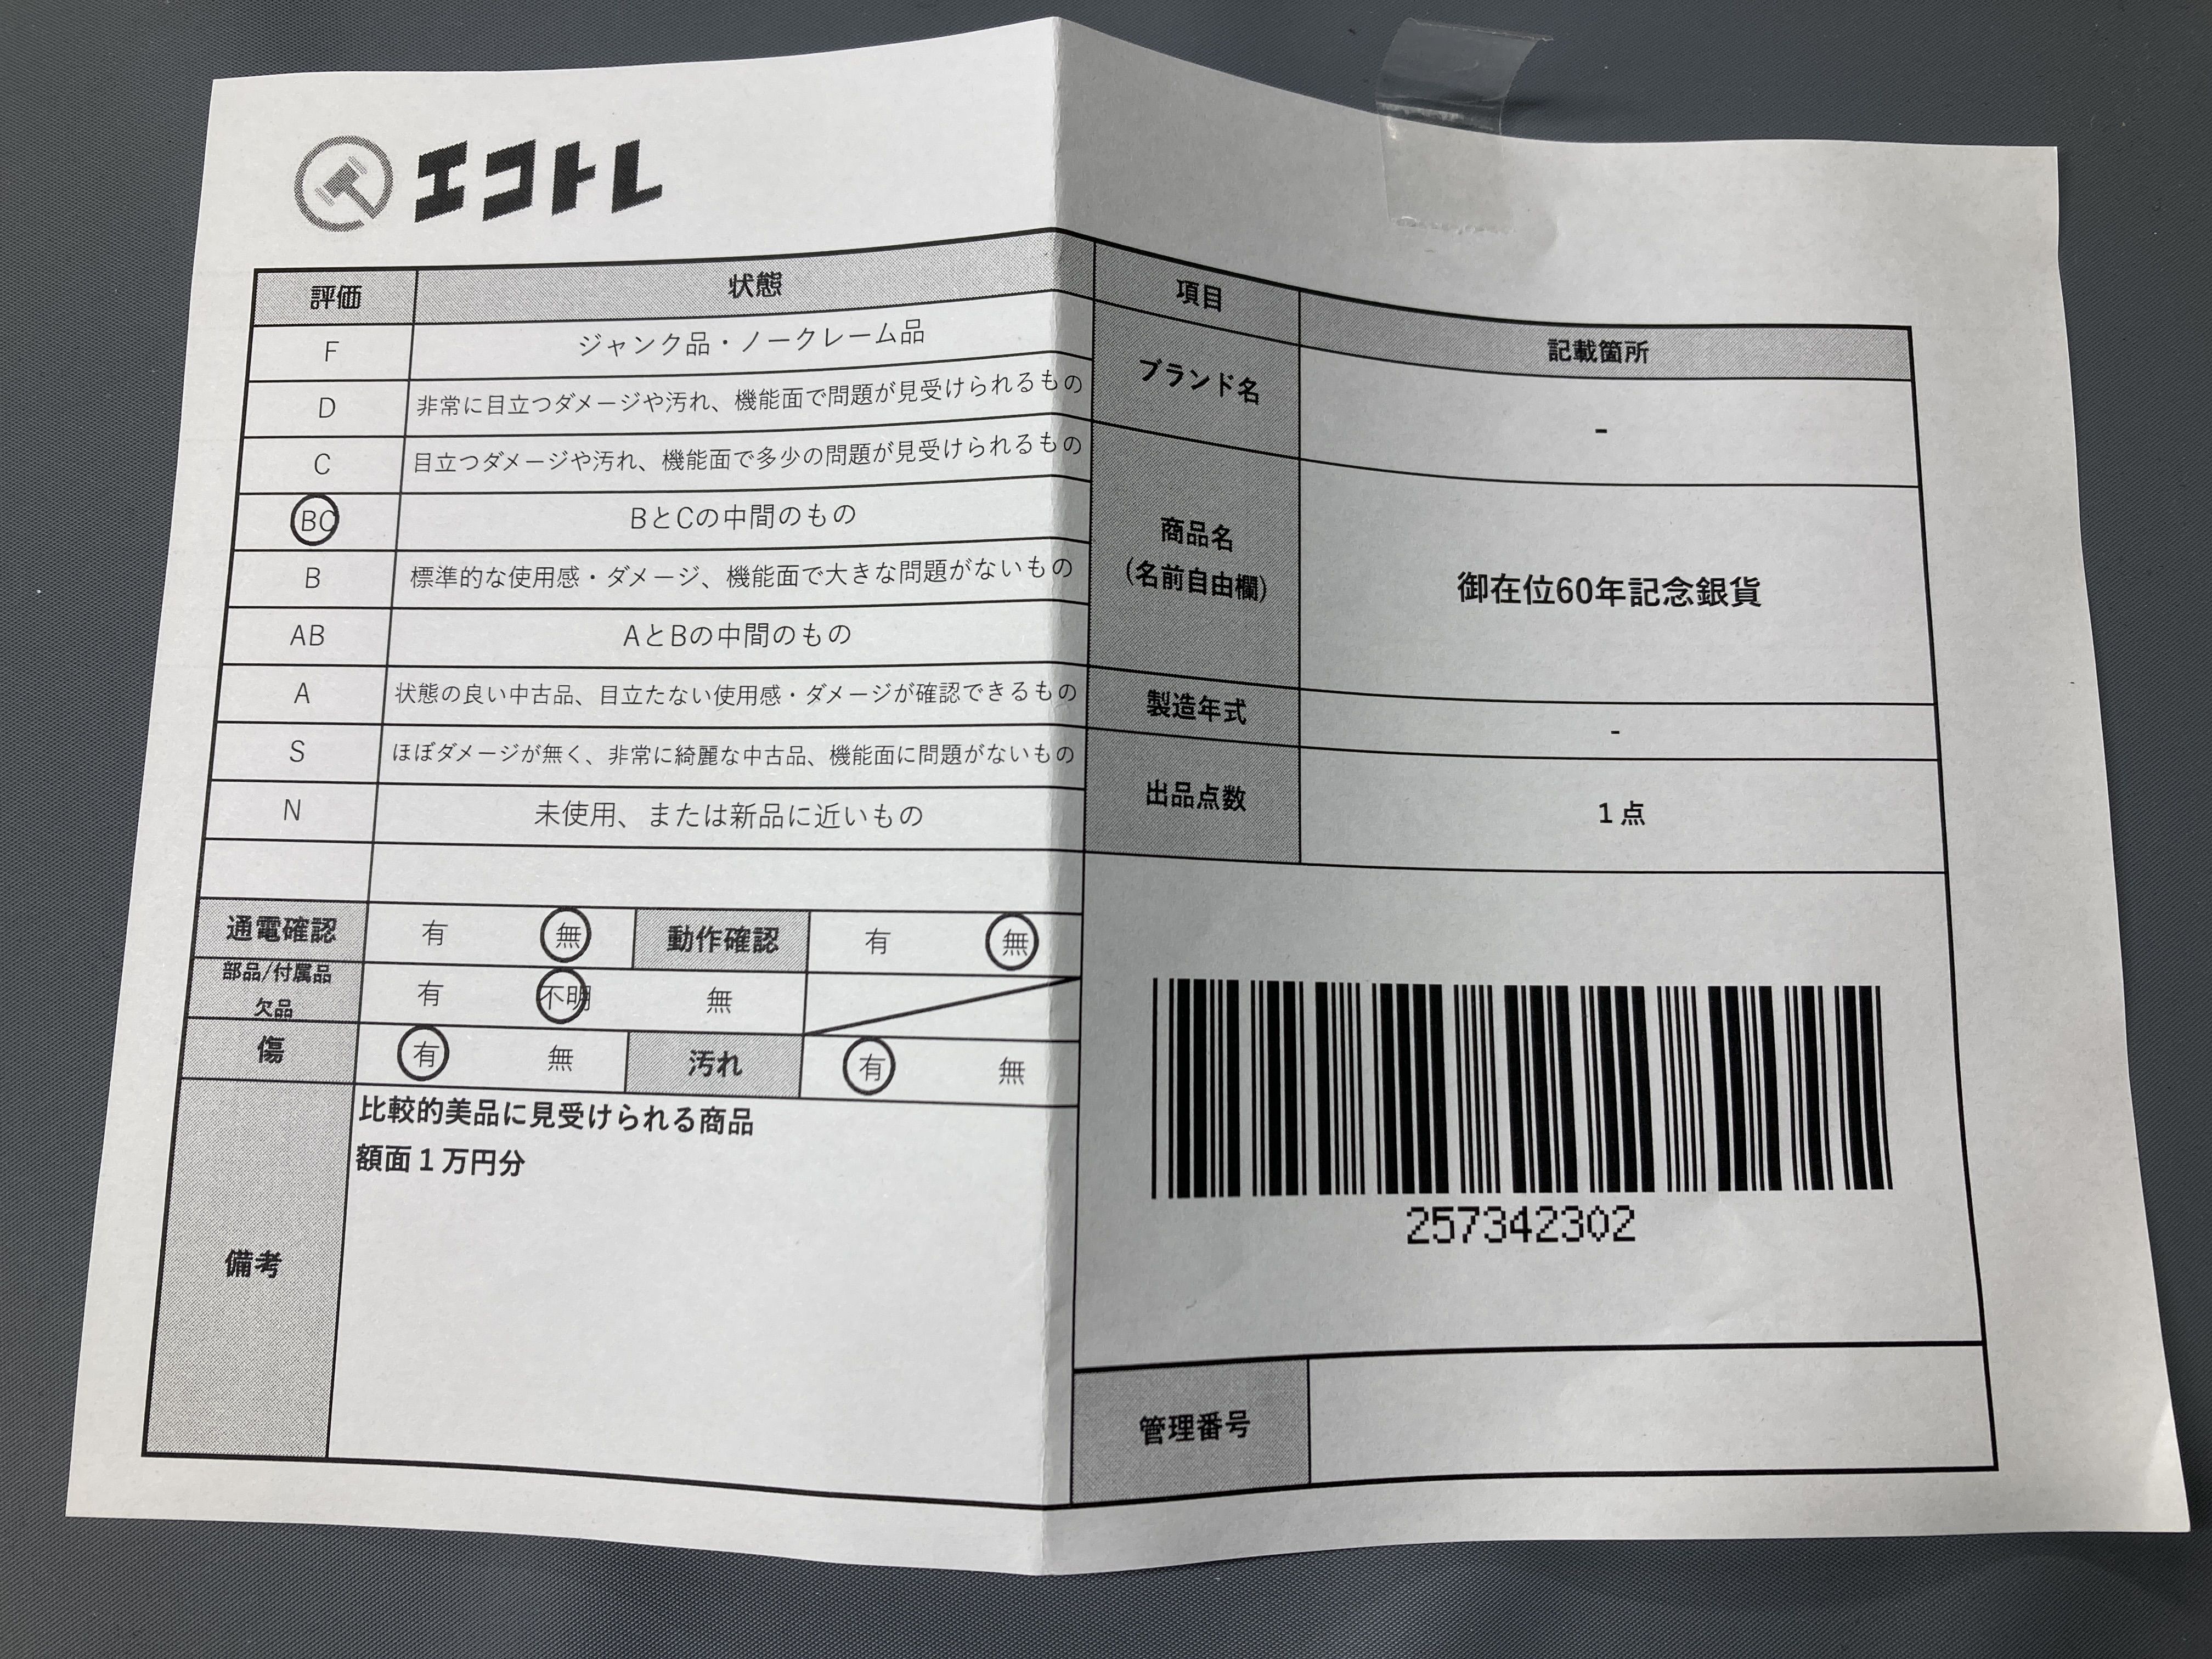 エコトレ
評価 状態
F ジャンク品・ノークレーム品
D 非常に目立つダメージや汚れ、機能面で問題が見受けられるもの
C 目立つダメージや汚れ、機能面で多少の問題が見受けられるもの
BC BとCの中間のもの
B 標準的な使用感・ダメージ、機能面で大きな問題がないもの
AB AとBの中間のもの
A 状態の良い中古品、目立たない使用感・ダメージが確認できるもの
S ほぼダメージが無く、非常に綺麗な中古品、機能面に問題がないもの
N 未使用、または新品に近いもの
通電確認 有 無 動作確認 有 無
部品/付属品
欠品
有 不明 無
傷 有 無 汚れ 有 無
備考
比較的美品に見受けられる商品
額面1万円分
項目 記載箇所
ブランド名 -
商品名
(名前自由欄)
御在位60年記念銀貨
製造年式 -
出品点数 1点
257342302
管理番号